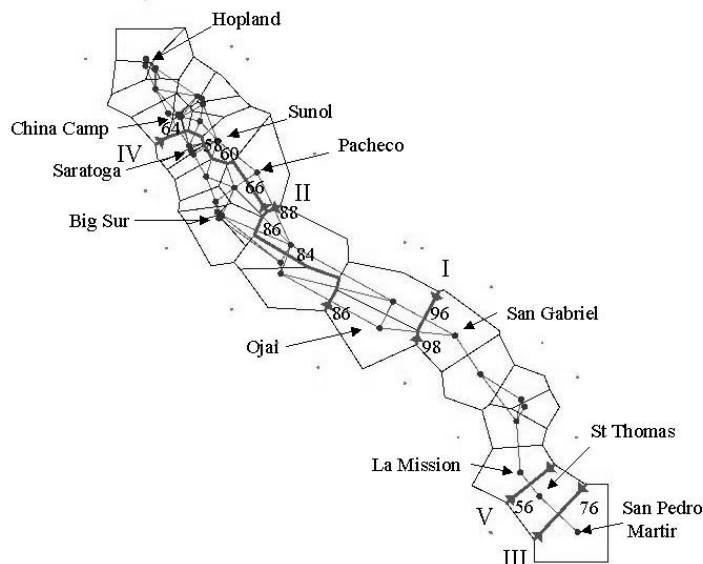 Hopland
Sunol
China Camp
64
IV
58
60
Pacheco
Saratoga
66
II
88
Big Sur
86
84
I
86
96
San Gabriel
Ojai
98
St Thomas
La Mission
56
76
San Pedro
Martir
V
III